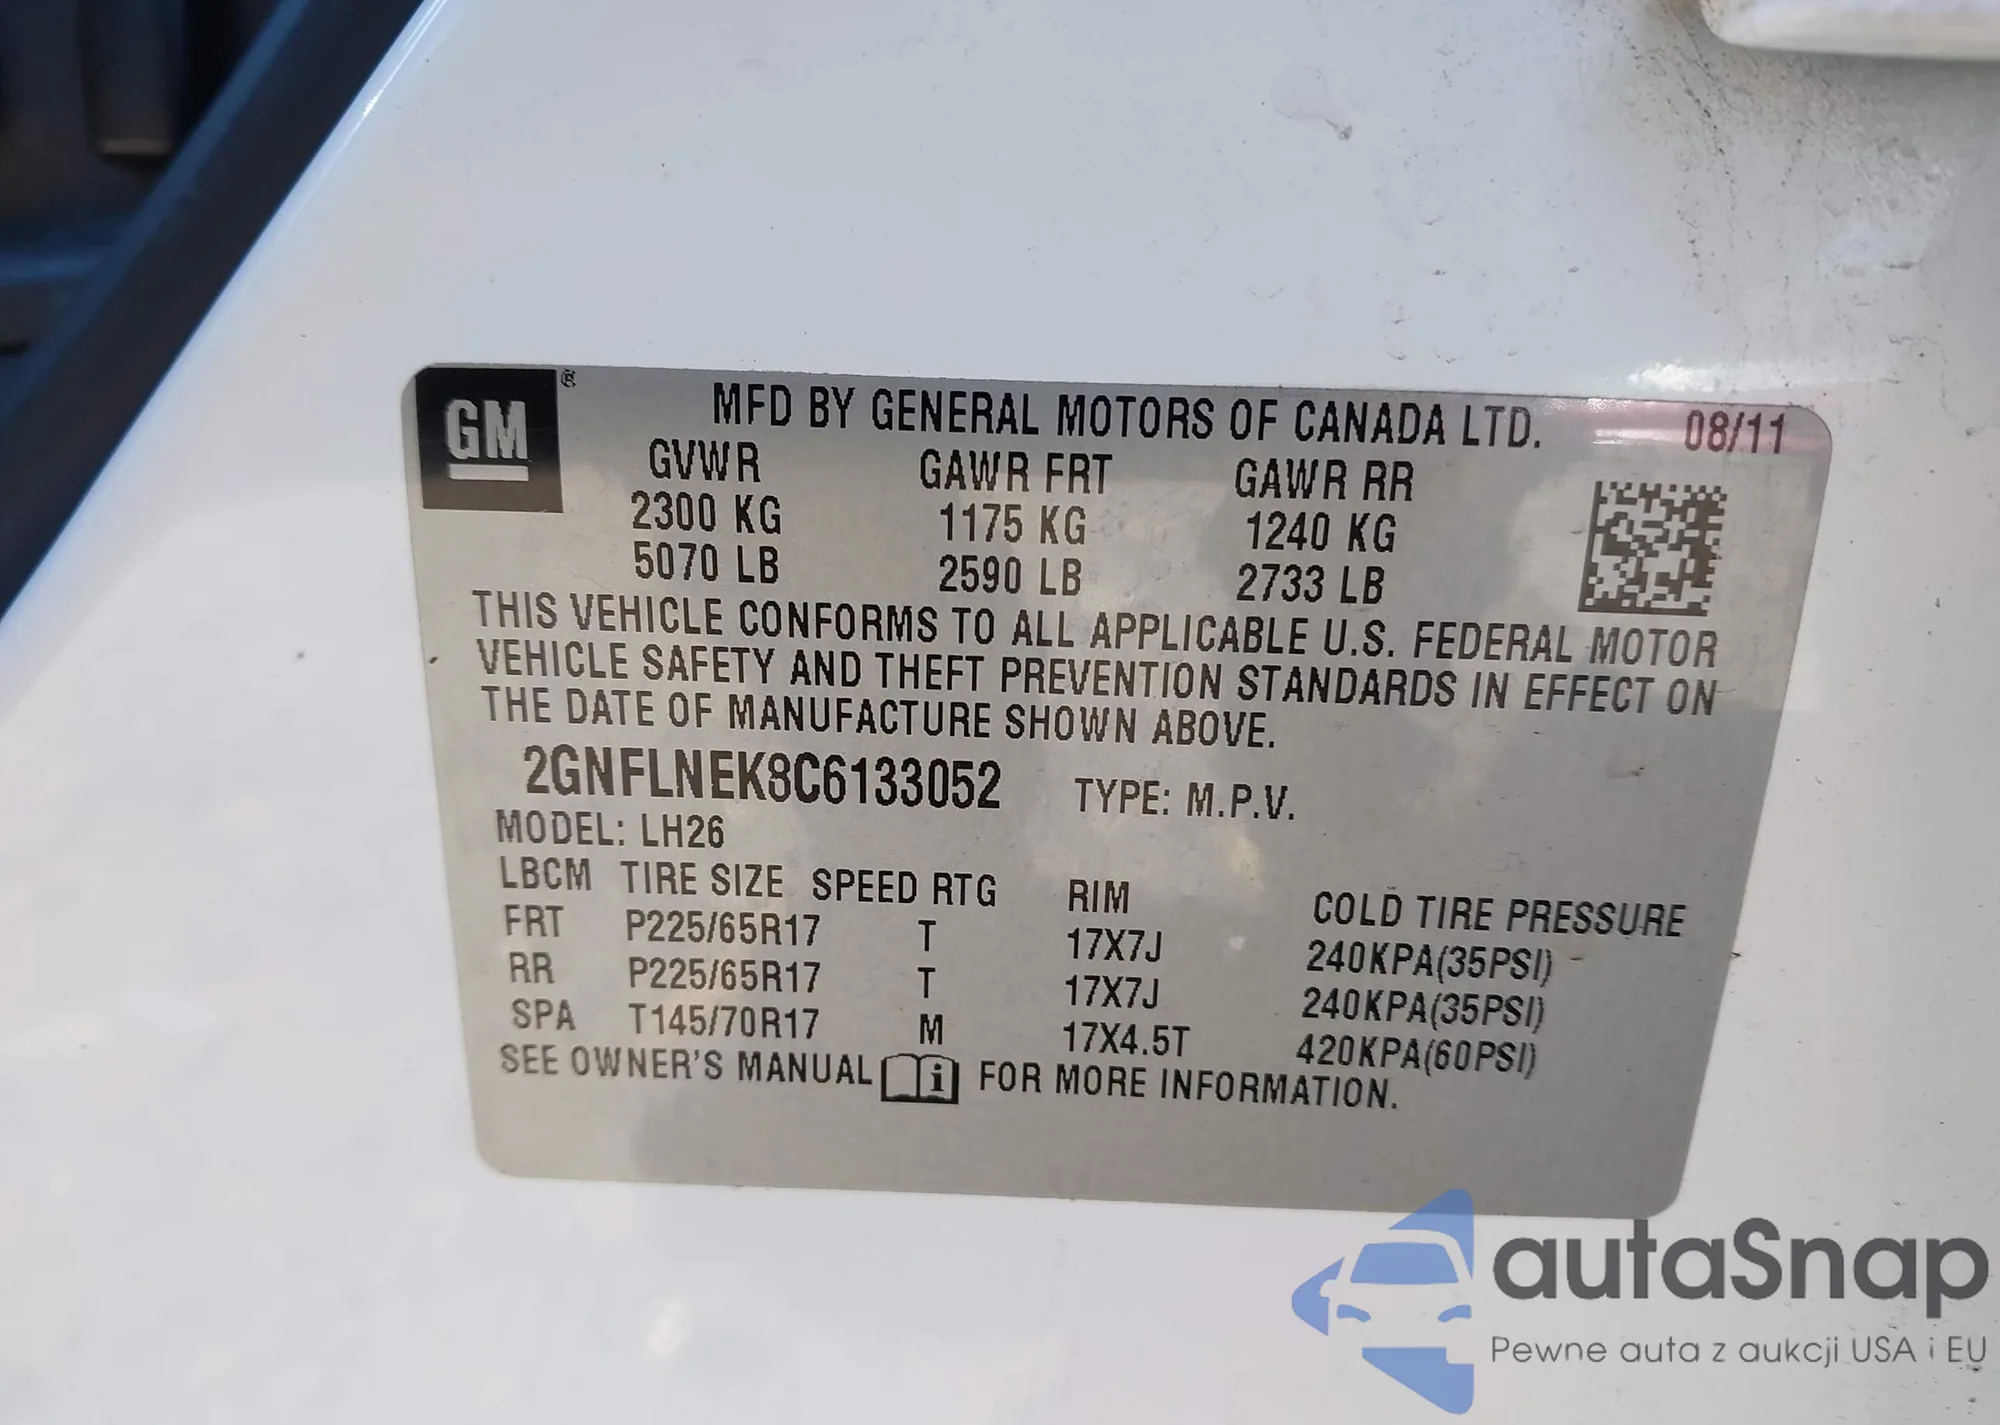 GM ®
MFD BY GENERAL MOTORS OF CANADA LTD. 08/11
GVWR GAWR FRT GAWR RR
2300 KG 1175 KG 1240 KG
5070 LB 2590 LB 2733 LB
THIS VEHICLE CONFORMS TO ALL APPLICABLE U.S. FEDERAL MOTOR
VEHICLE SAFETY AND THEFT PREVENTION STANDARDS IN EFFECT ON
THE DATE OF MANUFACTURE SHOWN ABOVE.
2GNFLNEK8C6133052 TYPE: M.P.V.
MODEL: LH26
LBCM TIRE SIZE SPEED RTG RIM COLD TIRE PRESSURE
FRT P225/65R17 T 17X7J 240KPA(35PSI)
RR P225/65R17 T 17X7J 240KPA(35PSI)
SPA T145/70R17 M 17X4.5T 420KPA(60PSI)
SEE OWNER'S MANUAL i FOR MORE INFORMATION.
autaSnap
Pewne auta z aukcji USA i EU